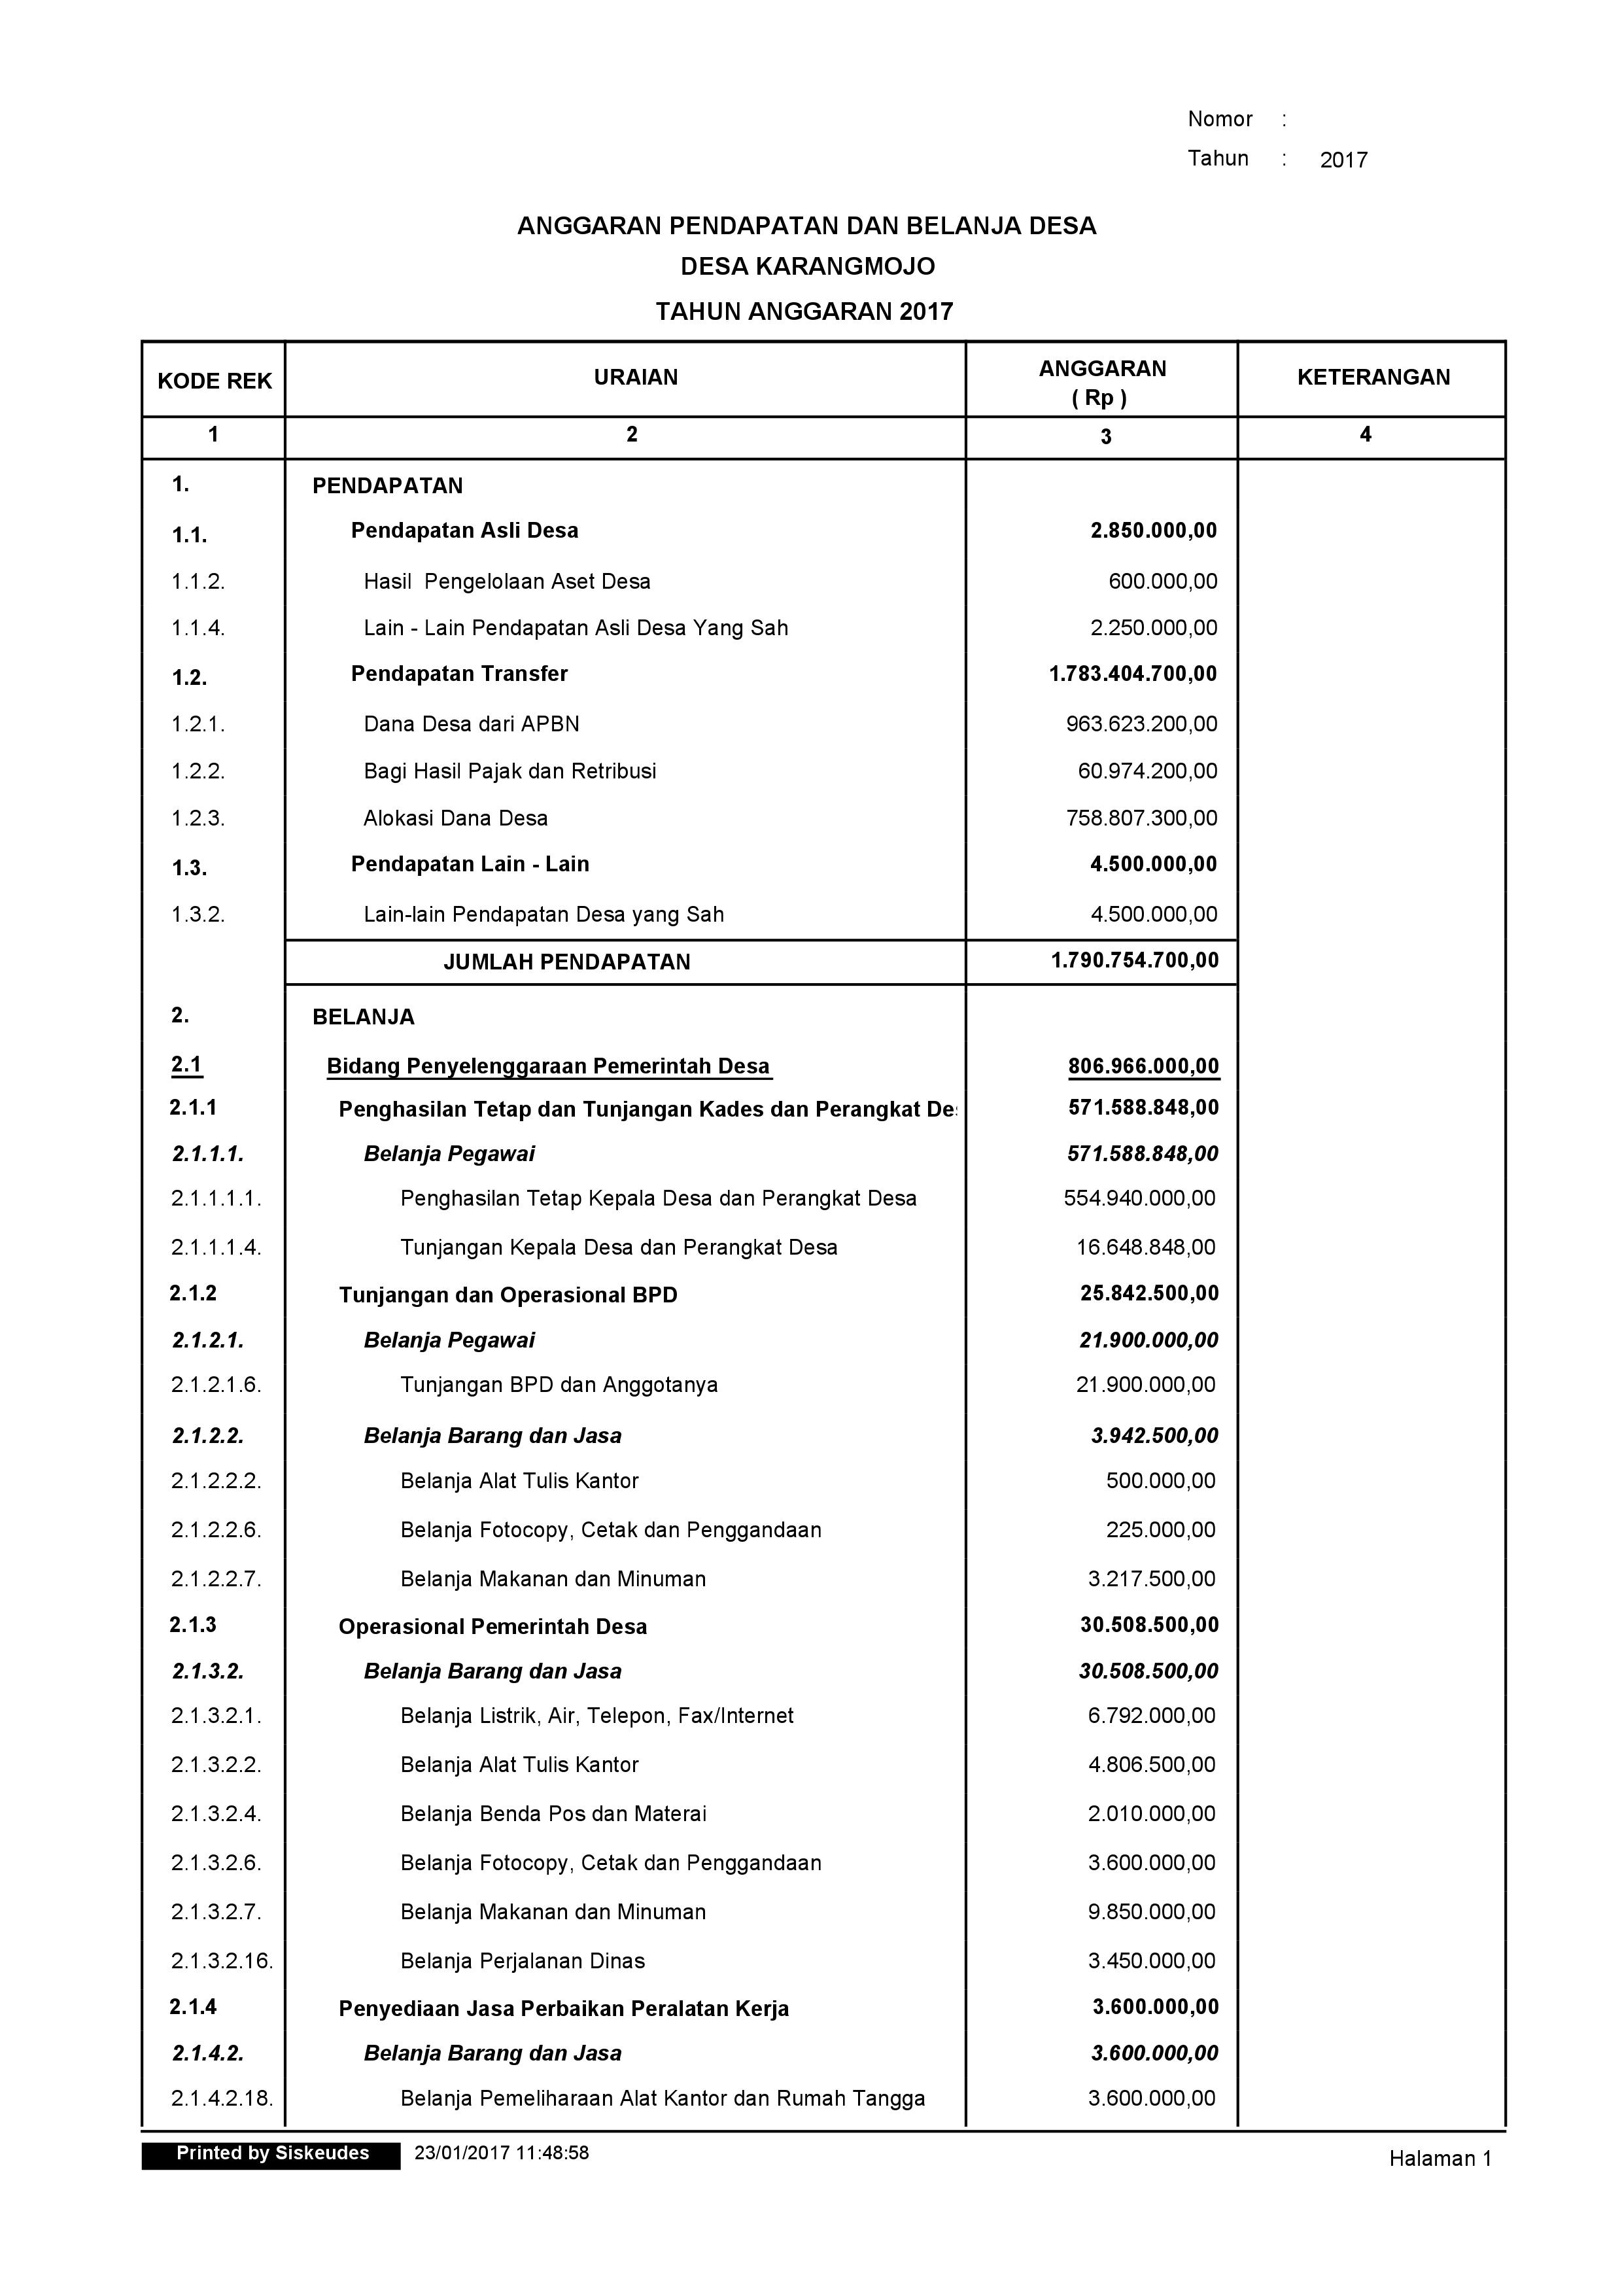 Nomor :
Tahun : 2017
ANGGARAN PENDAPATAN DAN BELANJA DESA
DESA KARANGMOJO
TAHUN ANGGARAN 2017
KODE REK URAIAN ANGGARAN ( Rp ) KETERANGAN
1 2 3 4
1. PENDAPATAN
1.1. Pendapatan Asli Desa 2.850.000,00
1.1.2. Hasil Pengelolaan Aset Desa 600.000,00
1.1.4. Lain - Lain Pendapatan Asli Desa Yang Sah 2.250.000,00
1.2. Pendapatan Transfer 1.783.404.700,00
1.2.1. Dana Desa dari APBN 963.623.200,00
1.2.2. Bagi Hasil Pajak dan Retribusi 60.974.200,00
1.2.3. Alokasi Dana Desa 758.807.300,00
1.3. Pendapatan Lain - Lain 4.500.000,00
1.3.2. Lain-lain Pendapatan Desa yang Sah 4.500.000,00
JUMLAH PENDAPATAN 1.790.754.700,00
2. BELANJA
2.1 Bidang Penyelenggaraan Pemerintah Desa 806.966.000,00
2.1.1 Penghasilan Tetap dan Tunjangan Kades dan Perangkat De 571.588.848,00
2.1.1.1. Belanja Pegawai 571.588.848,00
2.1.1.1.1. Penghasilan Tetap Kepala Desa dan Perangkat Desa 554.940.000,00
2.1.1.1.4. Tunjangan Kepala Desa dan Perangkat Desa 16.648.848,00
2.1.2 Tunjangan dan Operasional BPD 25.842.500,00
2.1.2.1. Belanja Pegawai 21.900.000,00
2.1.2.1.6. Tunjangan BPD dan Anggotanya 21.900.000,00
2.1.2.2. Belanja Barang dan Jasa 3.942.500,00
2.1.2.2.2. Belanja Alat Tulis Kantor 500.000,00
2.1.2.2.6. Belanja Fotocopy, Cetak dan Penggandaan 225.000,00
2.1.2.2.7. Belanja Makanan dan Minuman 3.217.500,00
2.1.3 Operasional Pemerintah Desa 30.508.500,00
2.1.3.2. Belanja Barang dan Jasa 30.508.500,00
2.1.3.2.1. Belanja Listrik, Air, Telepon, Fax/Internet 6.792.000,00
2.1.3.2.2. Belanja Alat Tulis Kantor 4.806.500,00
2.1.3.2.4. Belanja Benda Pos dan Materai 2.010.000,00
2.1.3.2.6. Belanja Fotocopy, Cetak dan Penggandaan 3.600.000,00
2.1.3.2.7. Belanja Makanan dan Minuman 9.850.000,00
2.1.3.2.16. Belanja Perjalanan Dinas 3.450.000,00
2.1.4 Penyediaan Jasa Perbaikan Peralatan Kerja 3.600.000,00
2.1.4.2. Belanja Barang dan Jasa 3.600.000,00
2.1.4.2.18. Belanja Pemeliharaan Alat Kantor dan Rumah Tangga 3.600.000,00
Printed by Siskeudes 23/01/2017 11:48:58 Halaman 1